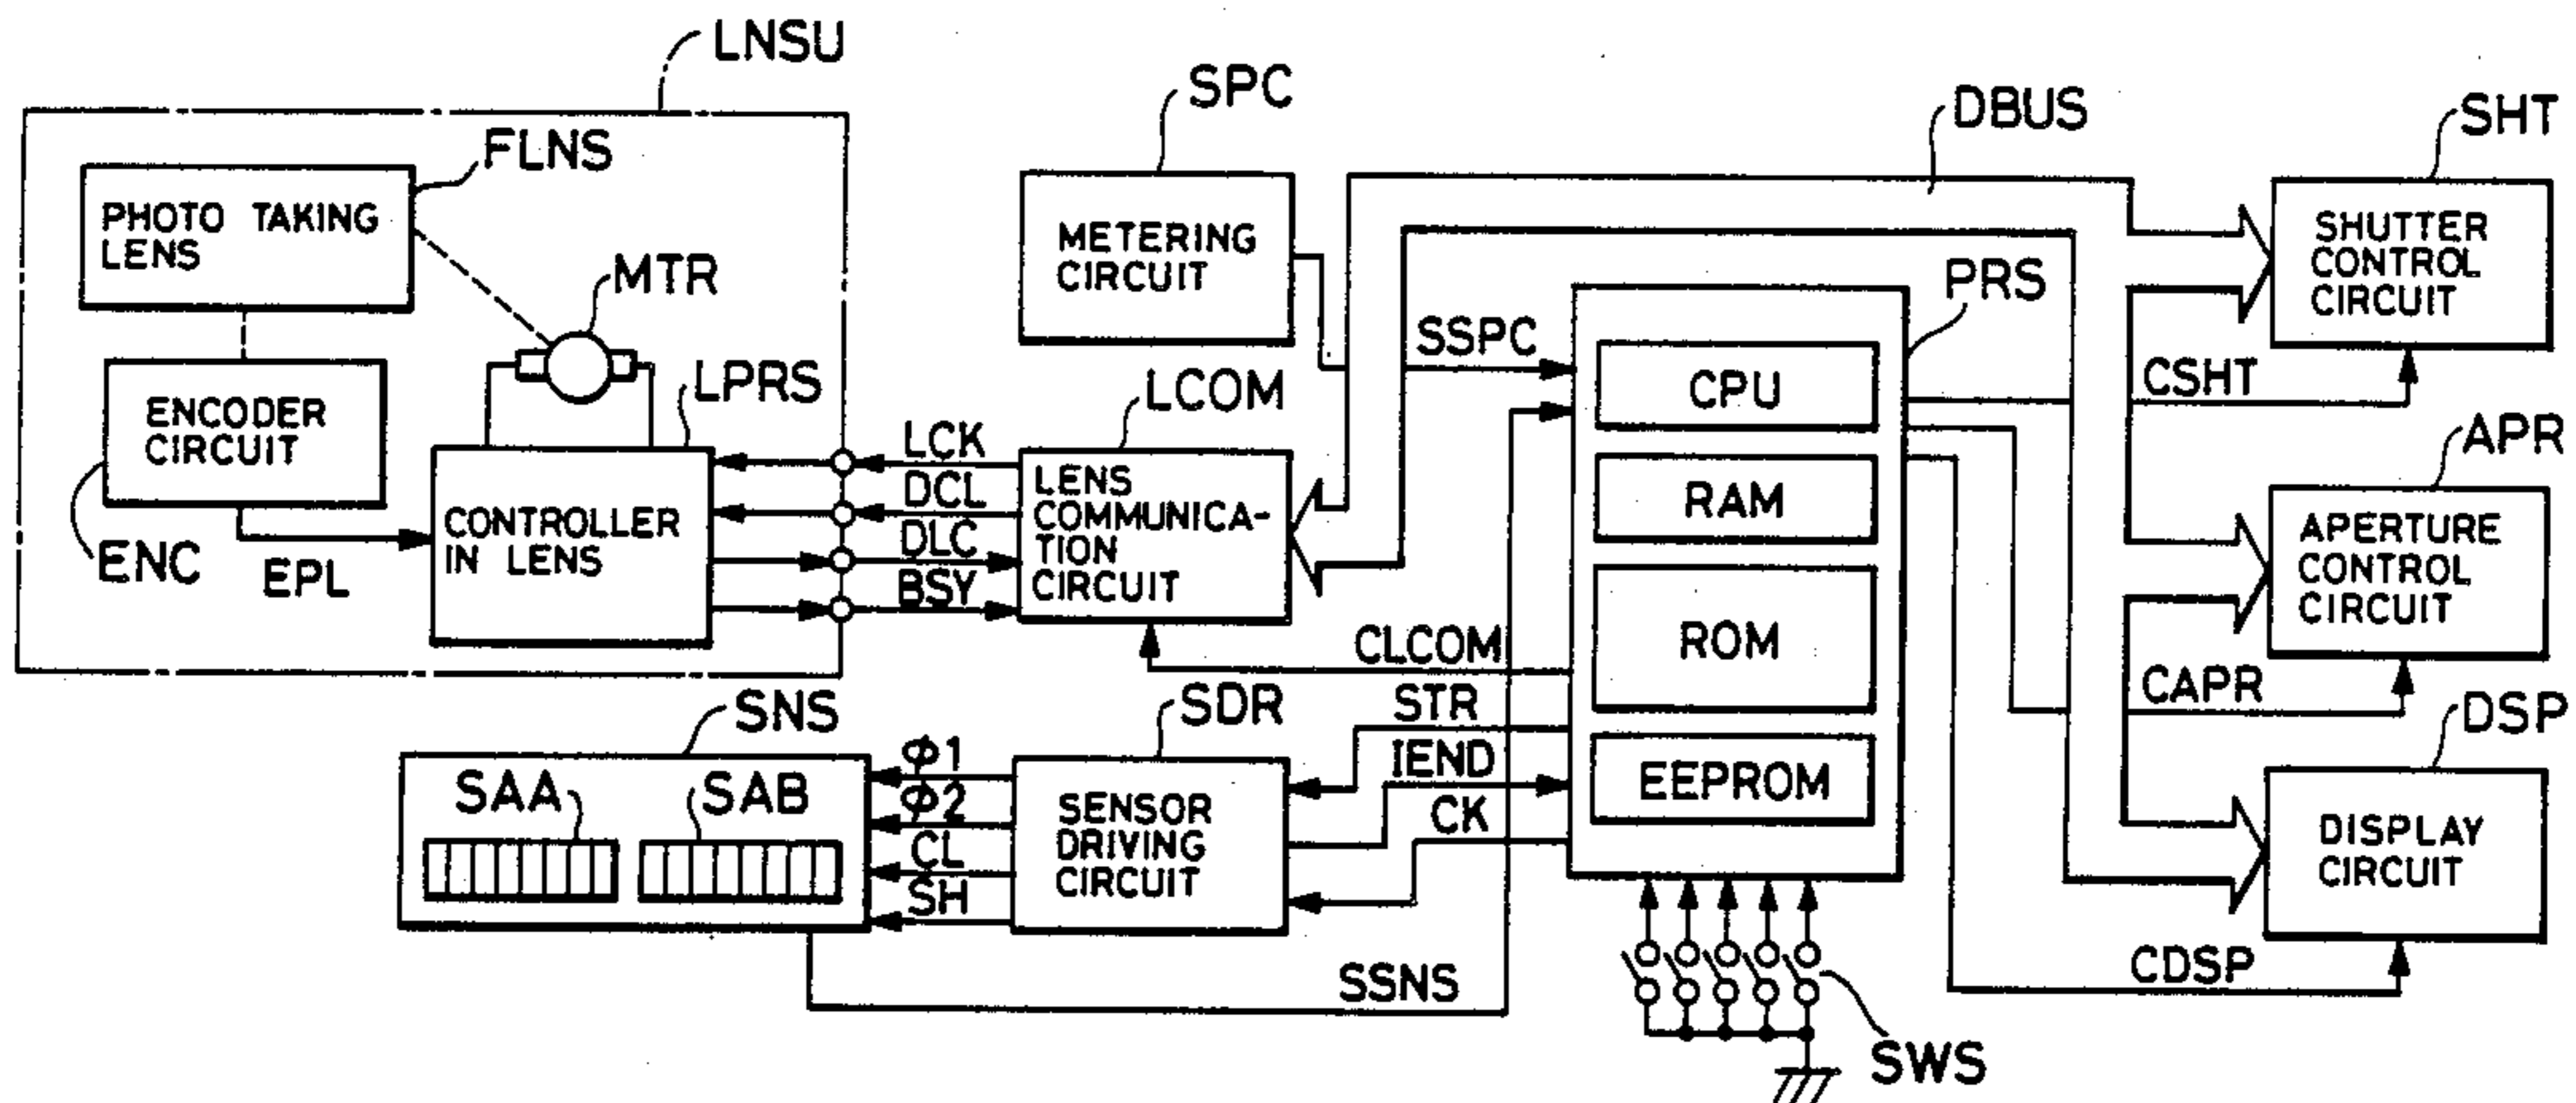 LNSU
FLNS
PHOTO TAKING
LENS
MTR
LPRS
ENCODER
CIRCUIT
ENC
EPL
CONTROLLER
IN LENS
SPC
METERING
CIRCUIT
LCOM
LCK
DCL
DLC
BSY
LENS
COMMUNICA-
TION
CIRCUIT
SSPC
DBUS
PRS
CPU
RAM
ROM
EEPROM
CLCOM
STR
IEND
CK
SHT
SHUTTER
CONTROL
CIRCUIT
CSHT
APR
APERTURE
CONTROL
CIRCUIT
CAPR
DSP
DISPLAY
CIRCUIT
CDSP
SNS
SAA
SAB
ϕ1
ϕ2
CL
SH
SDR
SENSOR
DRIVING
CIRCUIT
SSNS
SWS